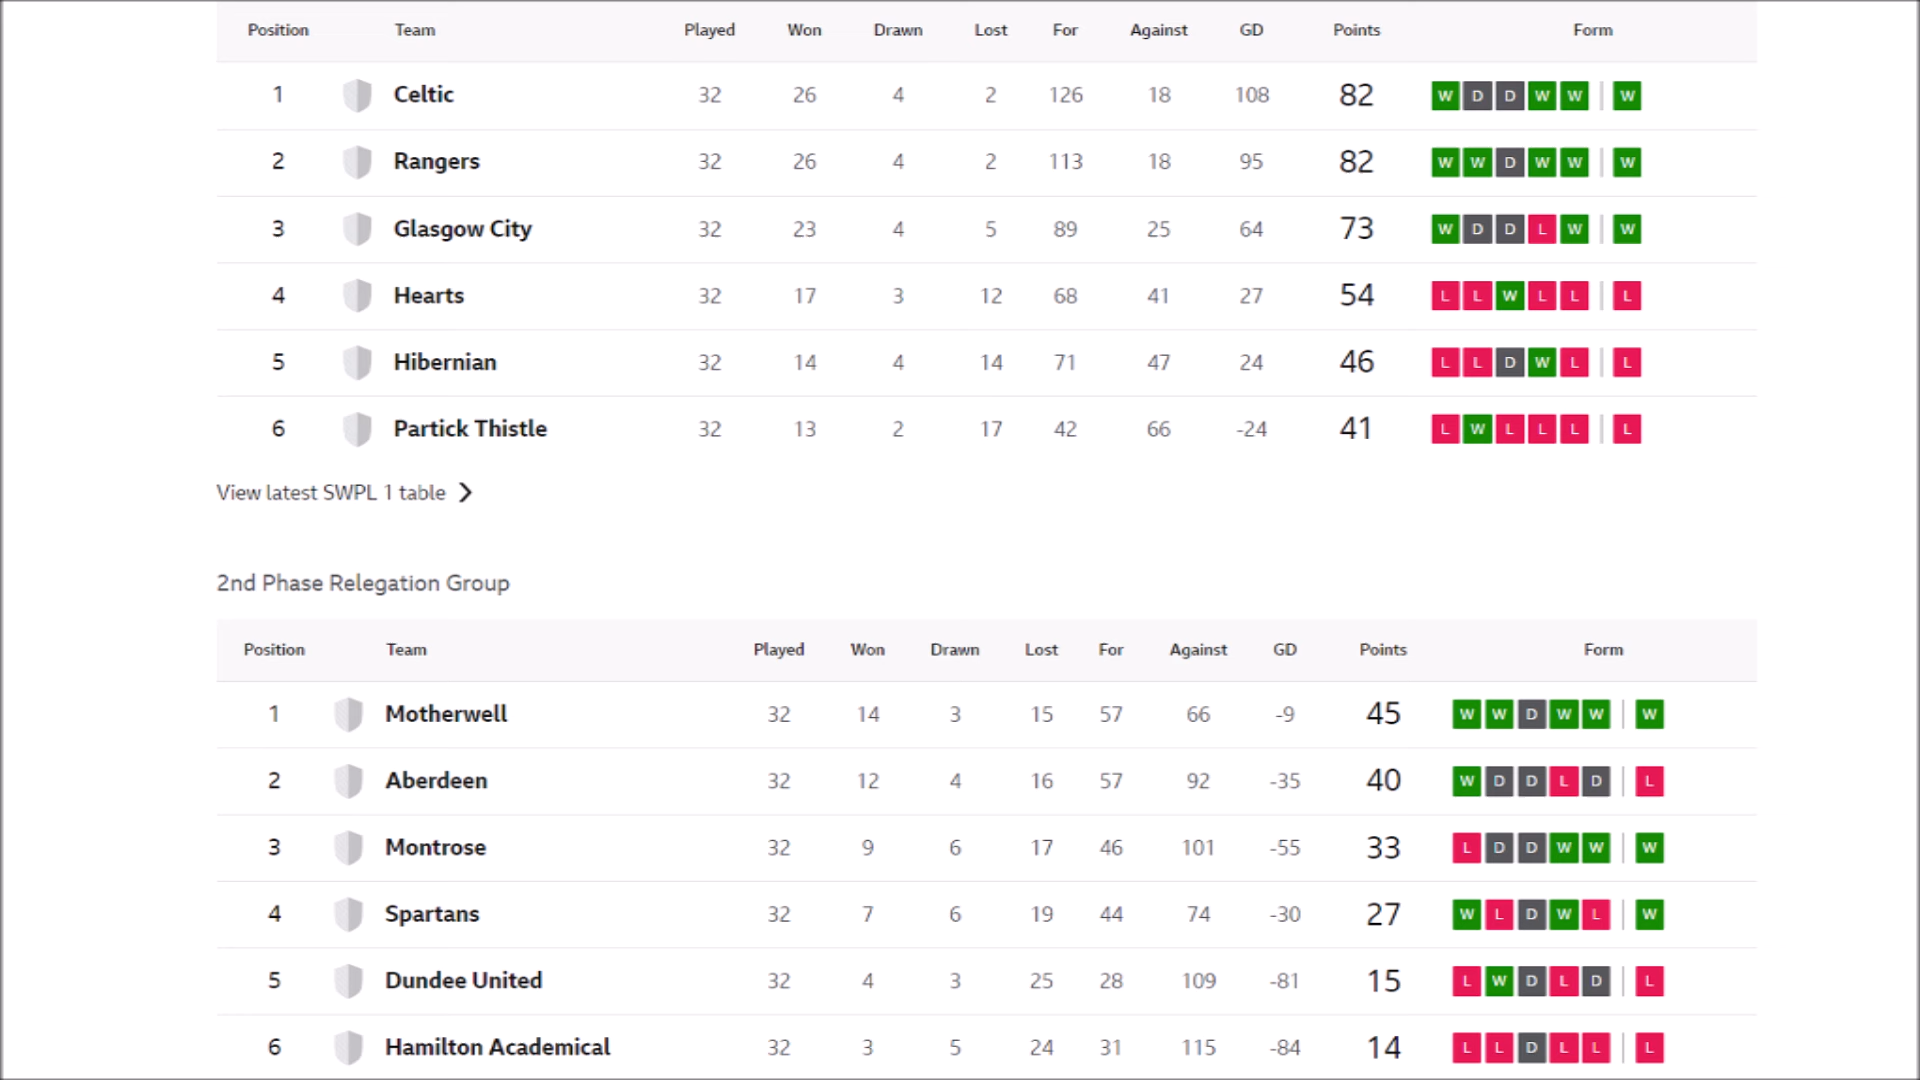 Position Team Played Won Drawn Lost For Against GD Points Form
1 Celtic 32 26 4 2 126 18 108 82 W D D W W W
2 Rangers 32 26 4 2 113 18 95 82 W W D W W W
3 Glasgow City 32 23 4 5 89 25 64 73 W D D L W W
4 Hearts 32 17 3 12 68 41 27 54 L L W L L L
5 Hibernian 32 14 4 14 71 47 24 46 L L D W L L
6 Partick Thistle 32 13 2 17 42 66 -24 41 L W L L L L
View latest SWPL 1 table
2nd Phase Relegation Group
Position Team Played Won Drawn Lost For Against GD Points Form
1 Motherwell 32 14 3 15 57 66 -9 45 W W D W W W
2 Aberdeen 32 12 4 16 57 92 -35 40 W D D L D L
3 Montrose 32 9 6 17 46 101 -55 33 L D D W W W
4 Spartans 32 7 6 19 44 74 -30 27 W L D W L W
5 Dundee United 32 4 3 25 28 109 -81 15 L W D L D L
6 Hamilton Academical 32 3 5 24 31 115 -84 14 L L D L L L